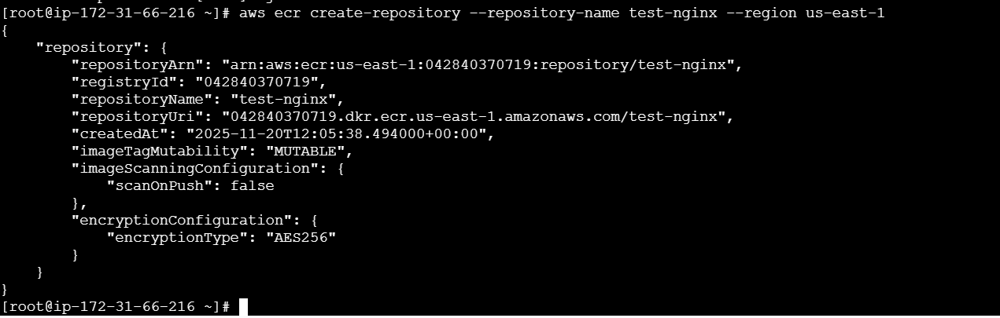 [root@ip-172-31-66-216 ~]# aws ecr create-repository --repository-name test-nginx --region us-east-1
{
    "repository": {
        "repositoryArn": "arn:aws:ecr:us-east-1:042840370719:repository/test-nginx",
        "registryId": "042840370719",
        "repositoryName": "test-nginx",
        "repositoryUri": "042840370719.dkr.ecr.us-east-1.amazonaws.com/test-nginx",
        "createdAt": "2025-11-20T12:05:38.494000+00:00",
        "imageTagMutability": "MUTABLE",
        "imageScanningConfiguration": {
            "scanOnPush": false
        },
        "encryptionConfiguration": {
            "encryptionType": "AES256"
        }
    }
}
[root@ip-172-31-66-216 ~]#